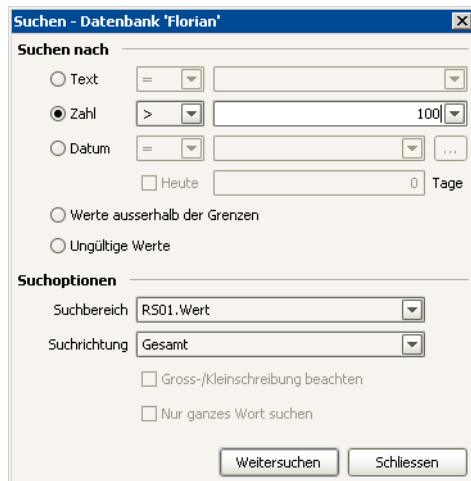 Suchen - Datenbank 'Florian'
Suchen nach
Text =
Zahl > 100
Datum = ...
Heute 0 Tage
Werte ausserhalb der Grenzen
Ungültige Werte
Suchoptionen
Suchbereich RS01.Wert
Suchrichtung Gesamt
Gross-/Kleinschreibung beachten
Nur ganzes Wort suchen
Weitersuchen Schliessen